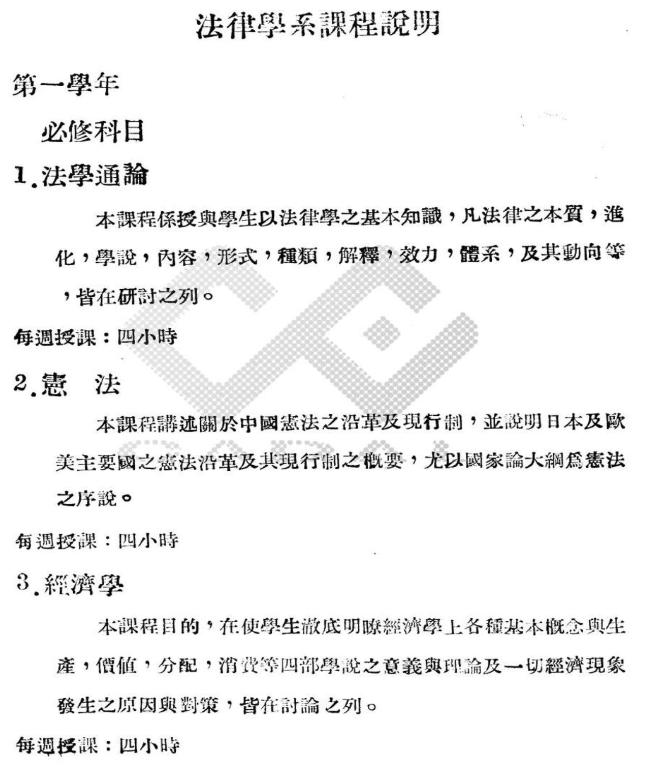 法律學系課程說明
第一學年
必修科目
1.法學通論
本課程係授與學生以法律學之基本知識，凡法律之本質，進
化，學說，內容，形式，種類，解釋，效力，體系，及其動向等
，皆在研討之列。
每週授課：四小時
2.憲 法
本課程講述關於中國憲法之沿革及現行制，並說明日本及歐
美主要國之憲法沿革及其現行制之概要，尤以國家論大綱爲憲法
之序說。
每週授課：四小時
3.經濟學
本課程目的，在使學生澈底明瞭經濟學上各種基本概念與生
產，價值，分配，消費等四部學說之意義與理論及一切經濟現象
發生之原因與對策，皆在討論之列。
每週授課：四小時